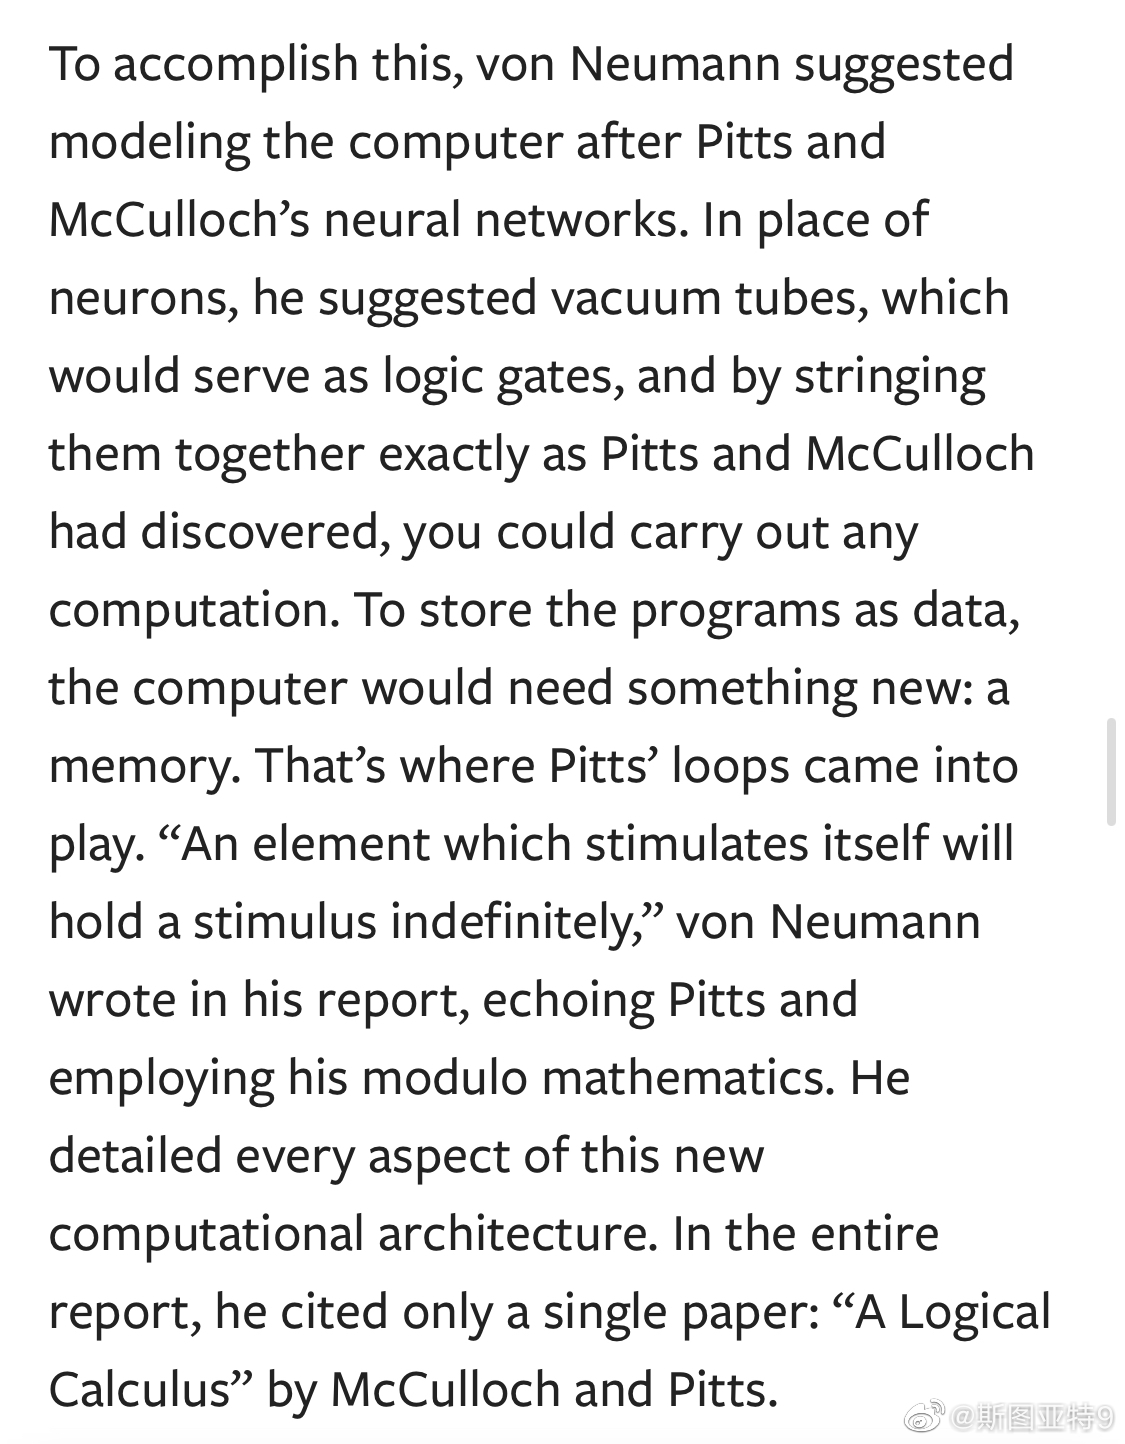 To accomplish this, von Neumann suggested
modeling the computer after Pitts and
McCulloch’s neural networks. In place of
neurons, he suggested vacuum tubes, which
would serve as logic gates, and by stringing
them together exactly as Pitts and McCulloch
had discovered, you could carry out any
computation. To store the programs as data,
the computer would need something new: a
memory. That’s where Pitts’ loops came into
play. “An element which stimulates itself will
hold a stimulus indefinitely,” von Neumann
wrote in his report, echoing Pitts and
employing his modulo mathematics. He
detailed every aspect of this new
computational architecture. In the entire
report, he cited only a single paper: “A Logical
Calculus” by McCulloch and Pitts.
@斯图亚特9